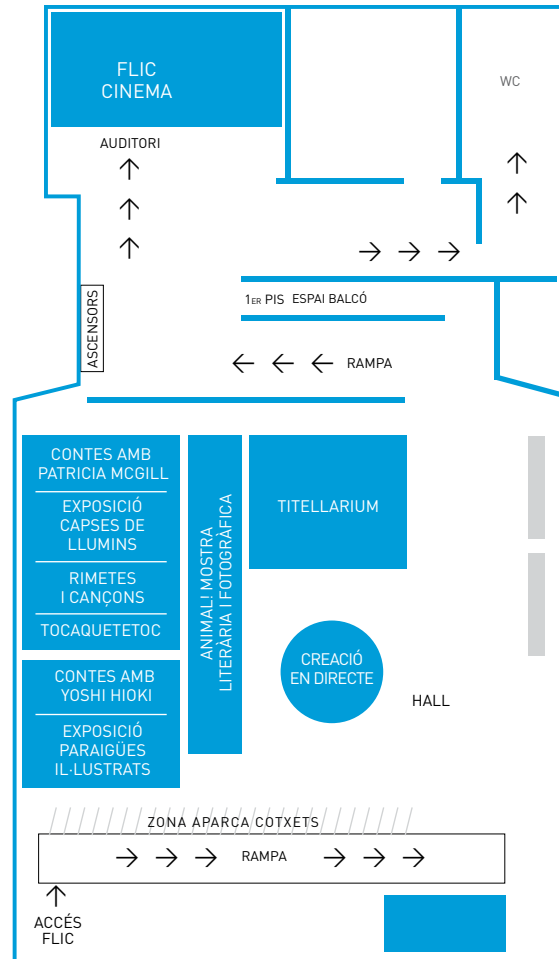 FLIC
CINEMA
WC
AUDITORI
1ER PIS ESPAI BALCÓ
ASCENSORS
RAMPA
CONTES AMB
PATRICIA MCGILL
EXPOSICIÓ
CAPSES DE
LLUMINS
RIMETES
I CANÇONS
TOCAQUETETOC
CONTES AMB
YOSHI HIOKI
EXPOSICIÓ
PARAIGÜES
IL·LUSTRATS
ANIMAL! MOSTRA
LITERÀRIA I FOTOGRÀFICA
TITELLARIUM
CREACIÓ
EN DIRECTE
HALL
ZONA APARCA COTXETS
RAMPA
ACCÉS
FLIC